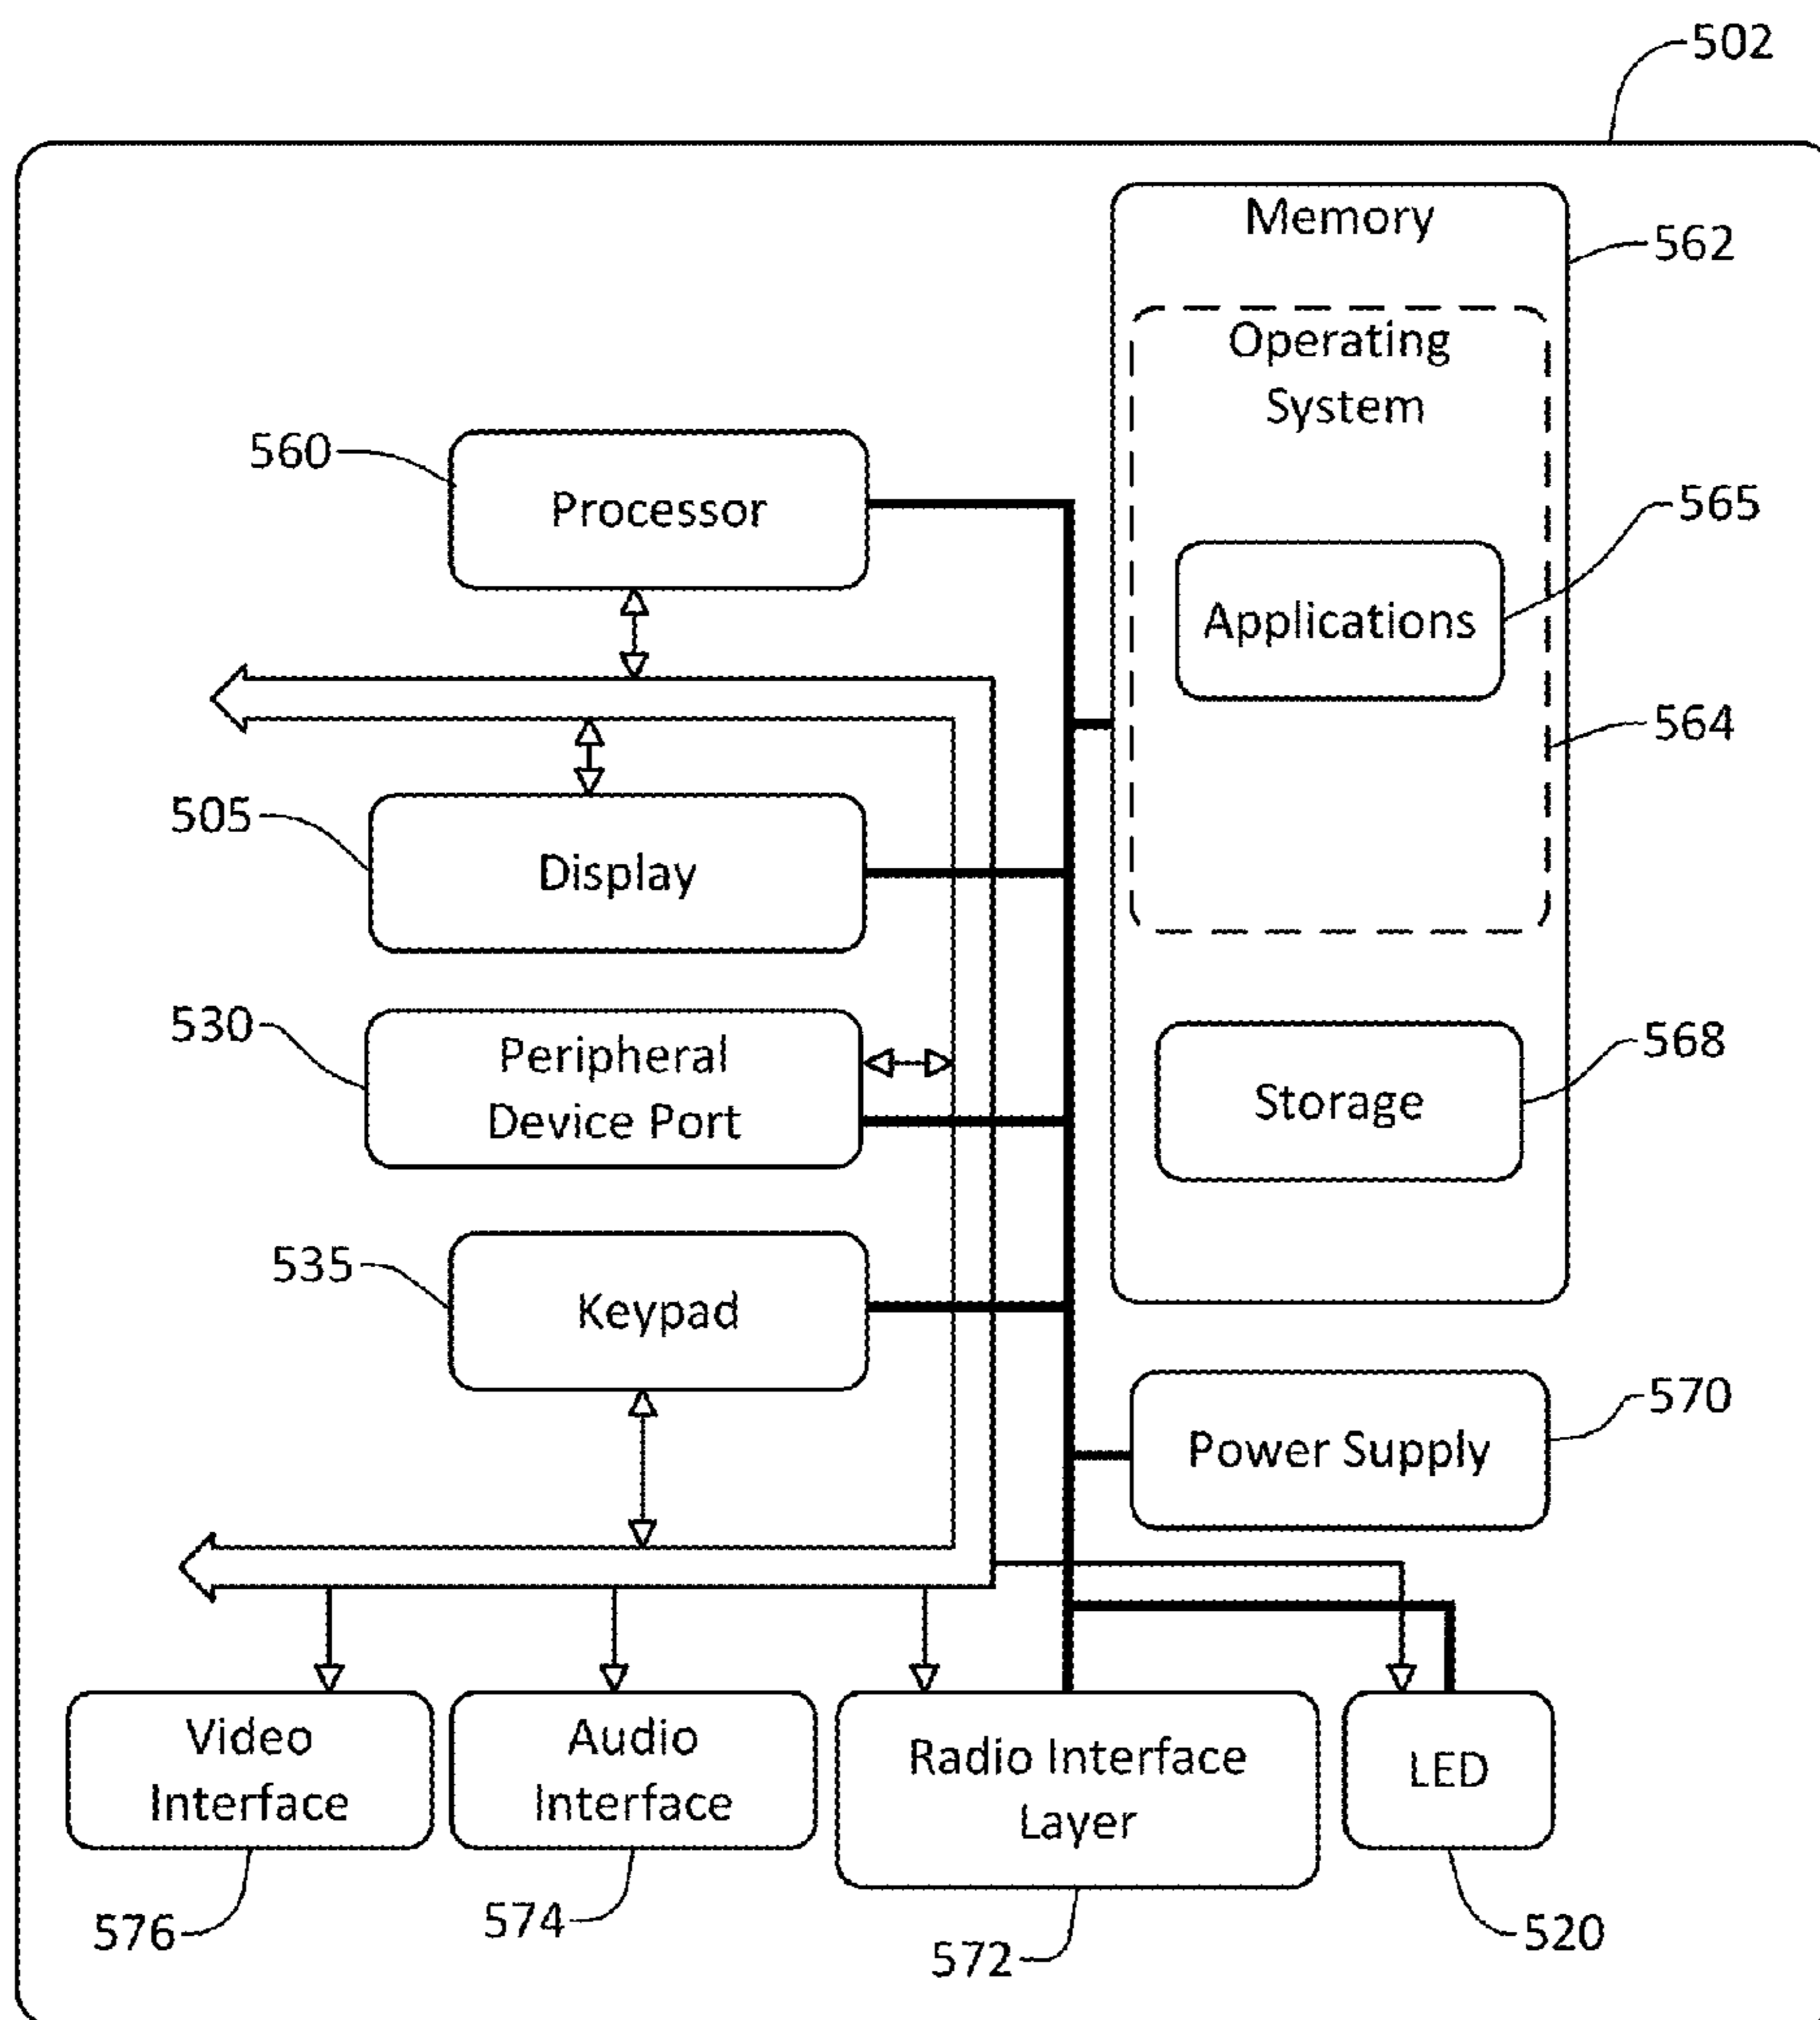 502
Memory
562
Operating
System
560
Processor
565
Applications
564
505
Display
530
Peripheral
Device Port
568
Storage
535
Keypad
570
Power Supply
Video
Interface
Audio
Interface
Radio Interface
Layer
LED
576
574
572
520